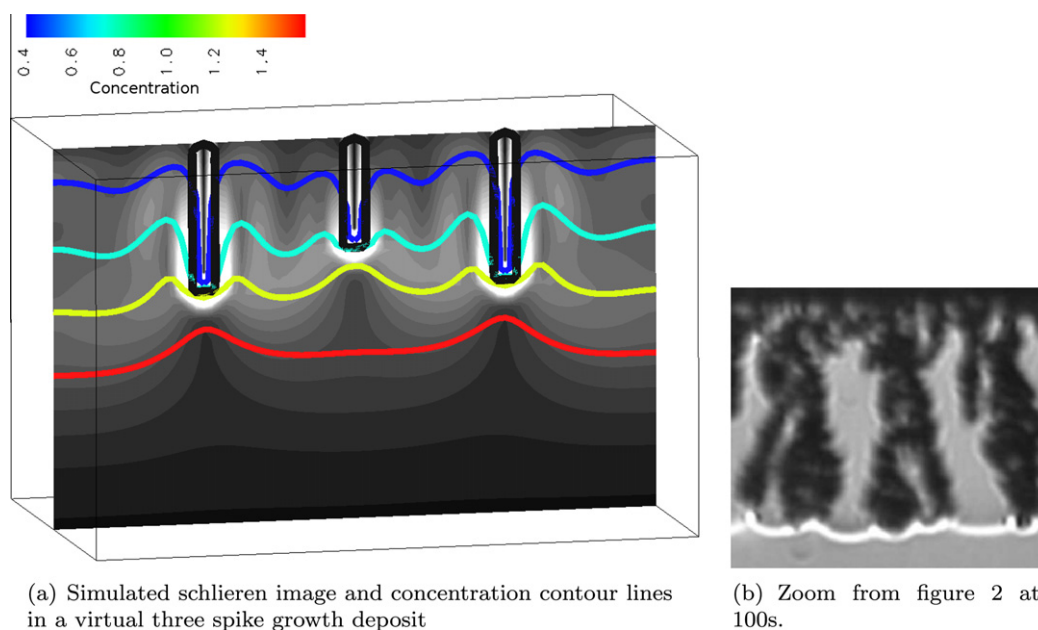 0.4 0.6 0.8 1.0 1.2 1.4
Concentration
(a) Simulated schlieren image and concentration contour lines
in a virtual three spike growth deposit
(b) Zoom from figure 2 at
100s.